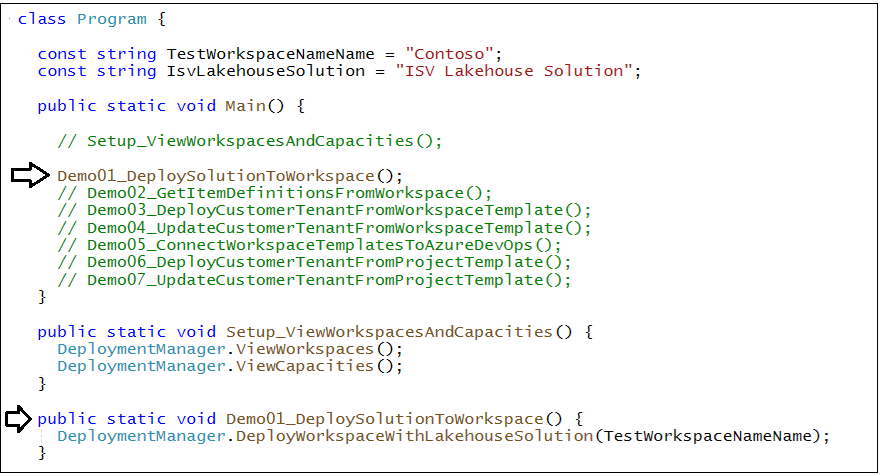 class Program {
const string TestWorkspaceNameName = "Contoso";
const string IsvLakehouseSolution = "ISV Lakehouse Solution";
public static void Main() {
// Setup_ViewWorkspacesAndCapacities();
Demo01_DeploySolutionToWorkspace();
// Demo02_GetItemDefinitionsFromWorkspace();
// Demo03_DeployCustomerTenantFromWorkspaceTemplate();
// Demo04_UpdateCustomerTenantFromWorkspaceTemplate();
// Demo05_ConnectWorkspaceTemplatesToAzureDevOps();
// Demo06_DeployCustomerTenantFromProjectTemplate();
// Demo07_UpdateCustomerTenantFromProjectTemplate();
}
public static void Setup_ViewWorkspacesAndCapacities() {
DeploymentManager.ViewWorkspaces();
DeploymentManager.ViewCapacities();
}
public static void Demo01_DeploySolutionToWorkspace() {
DeploymentManager.DeployWorkspaceWithLakehouseSolution(TestWorkspaceNameName);
}